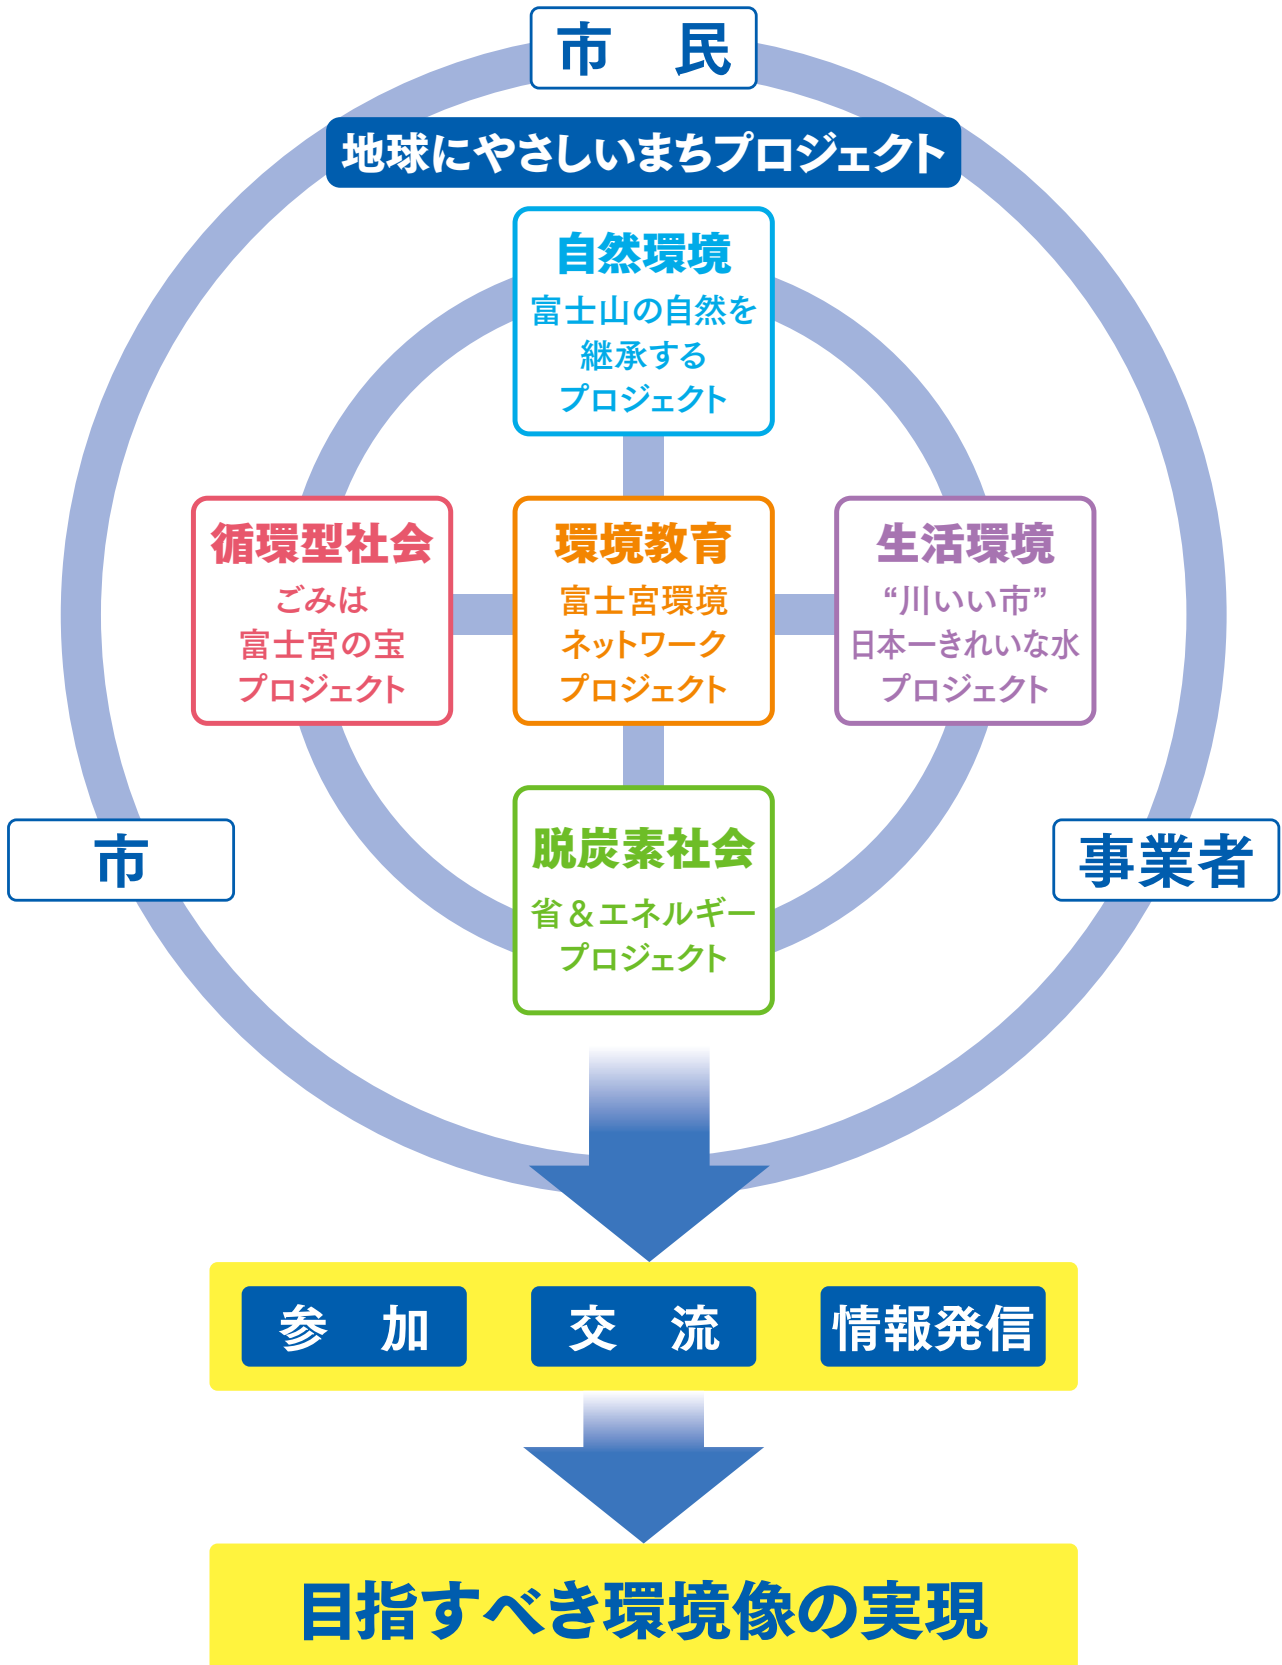 市　民
地球にやさしいまちプロジェクト
自然環境
富士山の自然を
継承する
プロジェクト
循環型社会
ごみは
富士宮の宝
プロジェクト
環境教育
富士宮環境
ネットワーク
プロジェクト
生活環境
“川いい市”
日本一きれいな水
プロジェクト
脱炭素社会
省＆エネルギー
プロジェクト
市
事業者
参　加
交　流
情報発信
目指すべき環境像の実現